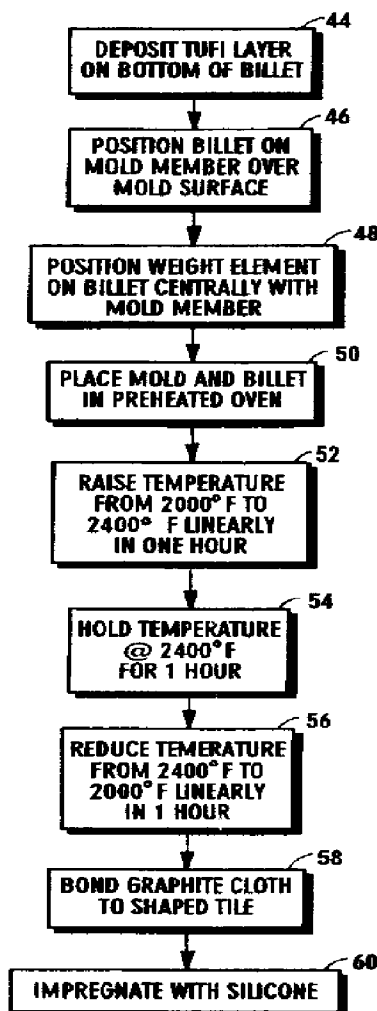 44
DEPOSIT TUFI LAYER
ON BOTTOM OF BILLET
46
POSITION BILLET ON
MOLD MEMBER OVER
MOLD SURFACE
48
POSITION WEIGHT ELEMENT
ON BILLET CENTRALLY WITH
MOLD MEMBER
50
PLACE MOLD AND BILLET
IN PREHEATED OVEN
52
RAISE TEMPERATURE
FROM 2000° F TO
2400° F LINEARLY
IN ONE HOUR
54
HOLD TEMPERATURE
@ 2400°F
FOR 1 HOUR
56
REDUCE TEMERATURE
FROM 2400°F TO
2000°F LINEARLY
IN 1 HOUR
58
BOND GRAPHITE CLOTH
TO SHAPED TILE
60
IMPREGNATE WITH SILICONE